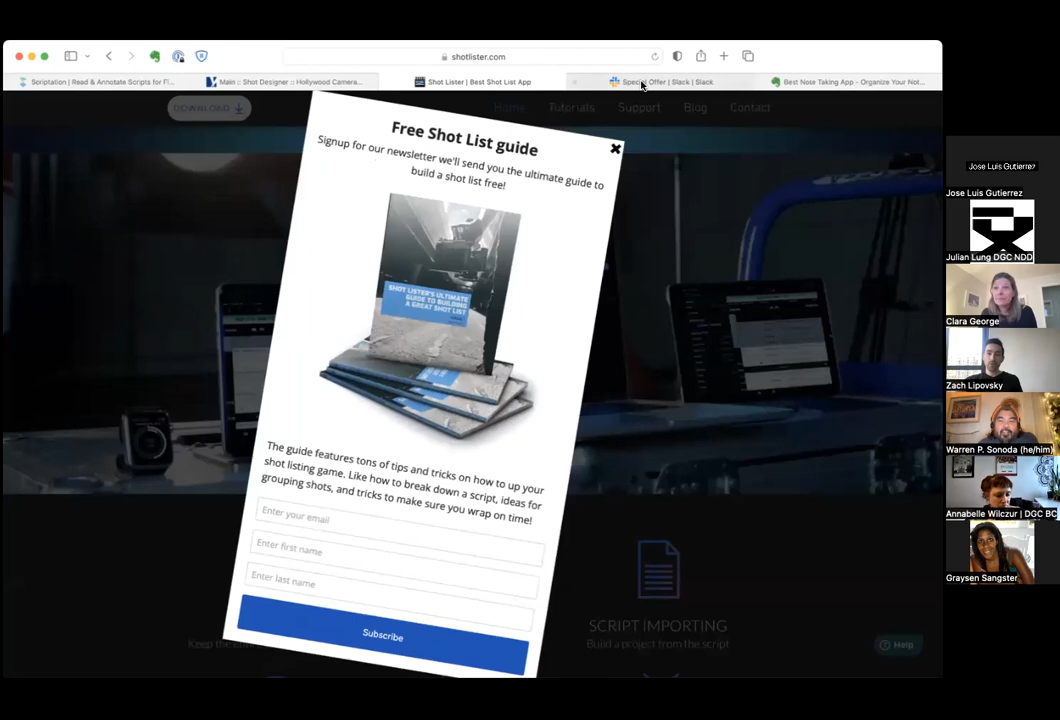 shotlister.com
Scriptation | Read & Annotate Scripts for Fi...
Main :: Shot Designer :: Hollywood Camera...
Shot Lister | Best Shot List App
Special Offer | Slack | Slack
Best Note Taking App - Organize Your Not...
DOWNLOAD
Home
Tutorials
Support
Blog
Contact
Free Shot List guide
Signup for our newsletter we'll send you the ultimate guide to
build a shot list free!
SHOT LISTER'S ULTIMATE
GUIDE TO BUILDING
A GREAT SHOT LIST
The guide features tons of tips and tricks on how to up your
shot listing game. Like how to break down a script, ideas for
grouping shots, and tricks to make sure you wrap on time!
Enter your email
Enter first name
Enter last name
Subscribe
SCRIPT IMPORTING
Build a project from the script
Keep the
Help
Jose Luis Gutierrez
Jose Luis Gutierrez
Julian Lung DGC NDD
Clara George
Zach Lipovsky
Warren P. Sonoda (he/him)
Annabelle Wilczur | DGC BC
Graysen Sangster